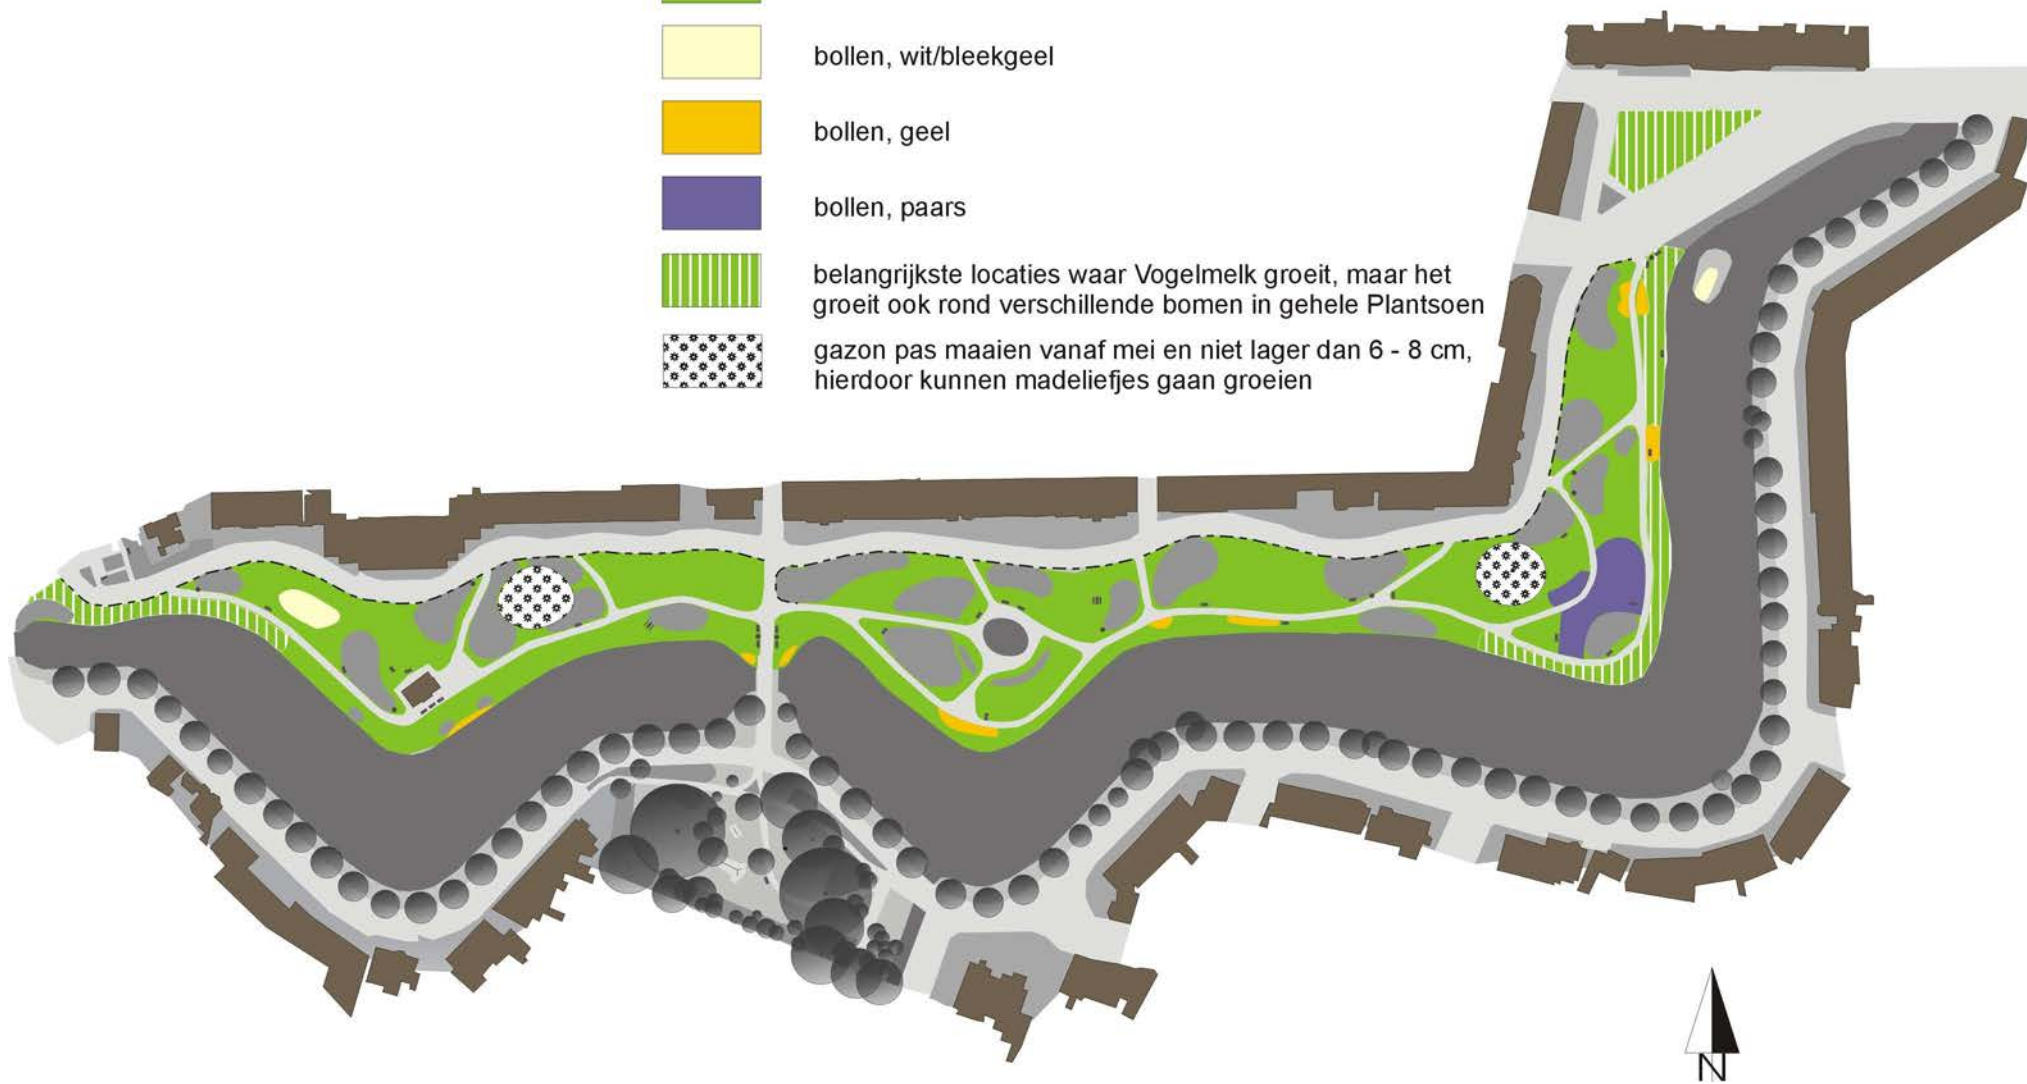 bollen, wit/bleekgeel
bollen, geel
bollen, paars
belangrijkste locaties waar Vogelmelk groeit, maar het
groeit ook rond verschillende bomen in gehele Plantsoen
gazon pas maaien vanaf mei en niet lager dan 6 - 8 cm,
hierdoor kunnen madeliefjes gaan groeien
N